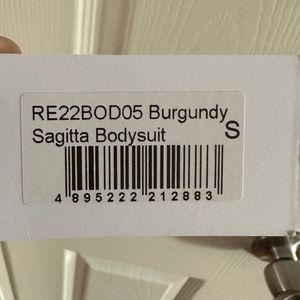 RE22BOD05 Burgundy
Sagitta Bodysuit S
4 895222 212883